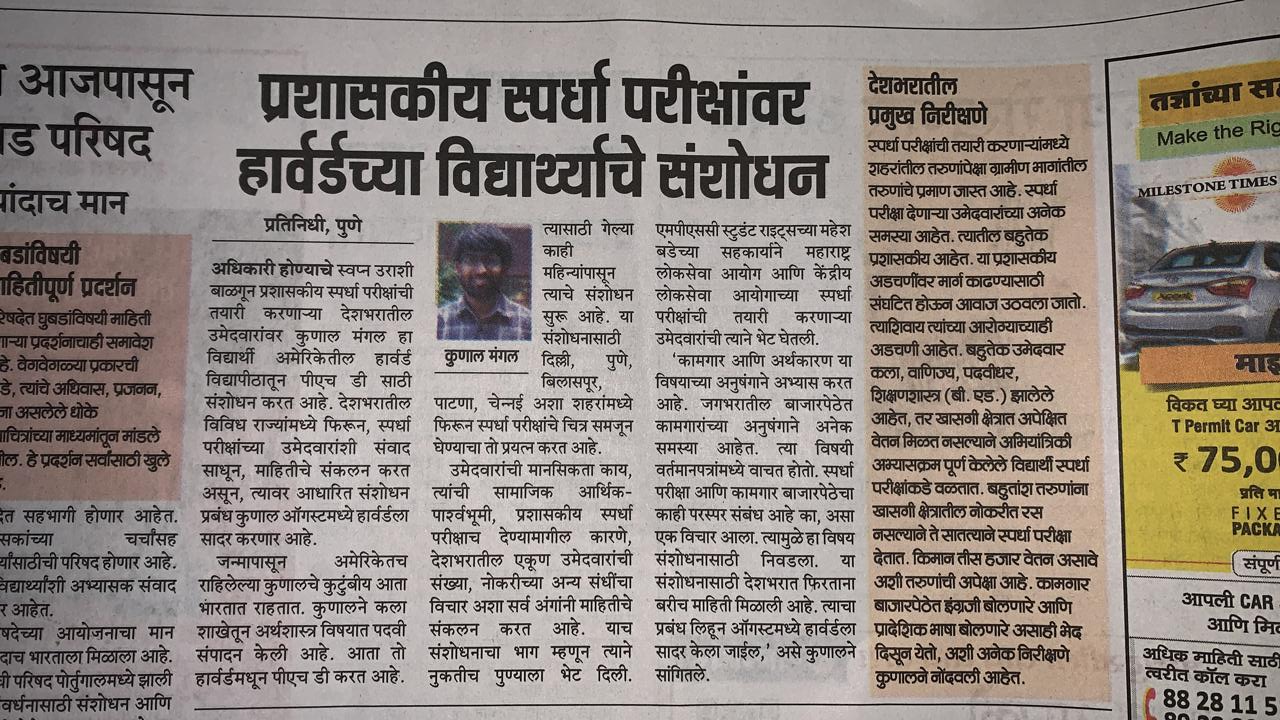 आजपासून
परिषद
मान
हितीपूर्ण प्रदर्शन
रिषदेत घुबडांविषयी माहिती
णाऱ्या प्रदर्शनाचाही समावेश
हे. वेगवेगळ्या प्रकारची
डे, त्यांचे अधिवास, प्रजनन,
ना असलेले धोके
चित्रांच्या माध्यमांतून मांडले
ील. हे प्रदर्शन सर्वांसाठी खुले
सहभागी होणार आहेत.
चर्चांसह
परिषद होणार आहे.
अभ्यासक संवाद
र आहेत.
षदेच्या आयोजनाचा मान
दाच भारताला मिळाला आहे.
ची परिषद पोर्तुगालमध्ये झाली
वर्धनासाठी संशोधन आणि
प्रशासकीय स्पर्धा परीक्षांवर
हार्वर्डच्या विद्यार्थ्याचे संशोधन
प्रतिनिधी, पुणे
अधिकारी होण्याचे स्वप्न उराशी
बाळगून प्रशासकीय स्पर्धा परीक्षांची
तयारी करणाऱ्या देशभरातील
उमेदवारांवर कुणाल मंगल हा
विद्यार्थी अमेरिकेतील हार्वर्ड
विद्यापीठातून पीएच डी साठी
संशोधन करत आहे. देशभरातील
विविध राज्यांमध्ये फिरून, स्पर्धा
परीक्षांच्या उमेदवारांशी संवाद
साधून, माहितीचे संकलन करत
असून, त्यावर आधारित संशोधन
प्रबंध कुणाल ऑगस्टमध्ये हार्वर्डला
सादर करणार आहे.
जन्मापासून अमेरिकेतच
राहिलेल्या कुणालचे कुटुंबीय आता
भारतात राहतात. कुणालने कला
शाखेतून अर्थशास्त्र विषयात पदवी
संपादन केली आहे. आता तो
हार्वर्डमधून पीएच डी करत आहे.
कुणाल मंगल
त्यासाठी गेल्या
काही
महिन्यांपासून
त्याचे संशोधन
सुरू आहे. या
संशोधनासाठी
दिल्ली, पुणे,
बिलासपूर,
पाटणा, चेन्नई अशा शहरांमध्ये
फिरून स्पर्धा परीक्षांचे चित्र समजून
घेण्याचा तो प्रयत्न करत आहे.
उमेदवारांची मानसिकता काय,
त्यांची सामाजिक आर्थिक-
पार्श्वभूमी, प्रशासकीय स्पर्धा
परीक्षाच देण्यामागील कारणे,
देशभरातील एकूण उमेदवारांची
संख्या, नोकरीच्या अन्य संधींचा
विचार अशा सर्व अंगांनी माहितीचे
संकलन करत आहे. याच
संशोधनाचा भाग म्हणून त्याने
नुकतीच पुण्याला भेट दिली.
एमपीएससी स्टुडंट राइट्सच्या महेश
बडेच्या सहकार्याने महाराष्ट्र
लोकसेवा आयोग आणि केंद्रीय
लोकसेवा आयोगाच्या स्पर्धा
परीक्षांची तयारी करणाऱ्या
उमेदवारांची त्याने भेट घेतली.
'कामगार आणि अर्थकारण या
विषयाच्या अनुषंगाने अभ्यास करत
आहे. जगभरातील बाजारपेठेत
कामगारांच्या अनुषंगाने अनेक
समस्या आहेत. त्या विषयी
वर्तमानपत्रांमध्ये वाचत होतो. स्पर्धा
परीक्षा आणि कामगार बाजारपेठेचा
काही परस्पर संबंध आहे का, असा
एक विचार आला. त्यामुळे हा विषय
संशोधनासाठी निवडला. या
संशोधनासाठी देशभरात फिरताना
बरीच माहिती मिळाली आहे. त्याचा
प्रबंध लिहून ऑगस्टमध्ये हार्वर्डला
सादर केला जाईल,' असे कुणालने
सांगितले.
देशभरातील
प्रमुख निरीक्षणे
स्पर्धा परीक्षांची तयारी करणाऱ्यांमध्ये
शहरांतील तरुणांपेक्षा ग्रामीण भागांतील
तरुणांचे प्रमाण जास्त आहे. स्पर्धा
परीक्षा देणाऱ्या उमेदवारांच्या अनेक
समस्या आहेत. त्यातील बहुतेक
प्रशासकीय आहेत. या प्रशासकीय
अडचणींवर मार्ग काढण्यासाठी
संघटित होऊन आवाज उठवला जातो.
त्याशिवाय त्यांच्या आरोग्याच्याही
अडचणी आहेत. बहुतेक उमेदवार
कला, वाणिज्य, पदवीधर,
शिक्षणशास्त्र (बी. एड.) झालेले
आहेत, तर खासगी क्षेत्रात अपेक्षित
वेतन मिळत नसल्याने अभियांत्रिकी
अभ्यासक्रम पूर्ण केलेले विद्यार्थी स्पर्धा
परीक्षांकडे वळतात. बहुतांश तरुणांना
खासगी क्षेत्रातील नोकरीत रस
नसल्याने ते सातत्याने स्पर्धा परीक्षा
देतात. किमान तीस हजार वेतन असावे
अशी तरुणांची अपेक्षा आहे. कामगार
बाजारपेठेत इंग्रजी बोलणारे आणि
प्रादेशिक भाषा बोलणारे असाही भेद
दिसून येतो, अशी अनेक निरीक्षणे
कुणालने नोंदवली आहेत.
तज्ञांच्या
Make the Rig
MILESTONE TIMES
विकत घ्या आपल
T Permit Car
₹ 75,0
प्रति
FIXE
PACKA
आपली CAR
आणि
अधिक माहिती साठी
त्वरीत कॉल करा
88 28 11 5